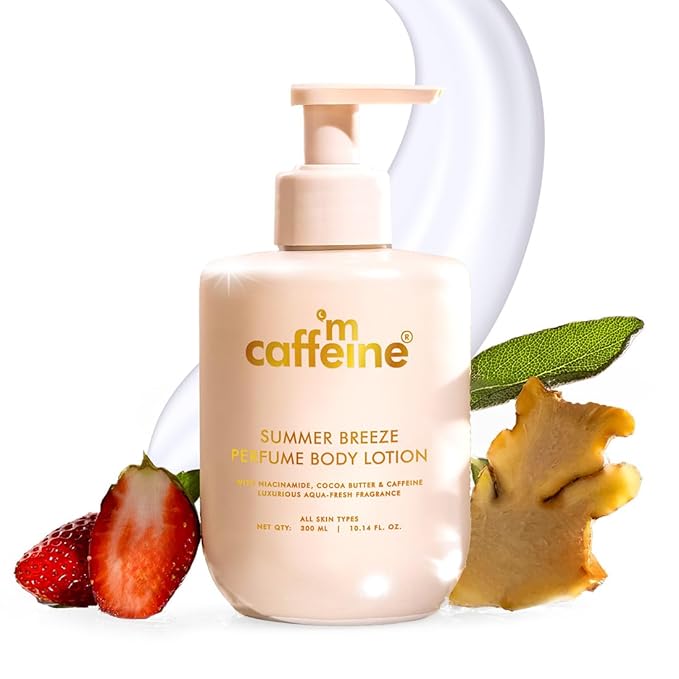 'm
caffeine®
SUMMER BREEZE
PERFUME BODY LOTION
WITH NIACINAMIDE, COCOA BUTTER & CAFFEINE
LUXURIOUS AQUA-FRESH FRAGRANCE
ALL SKIN TYPES
NET QTY: 300 ML | 10.14 FL. OZ.